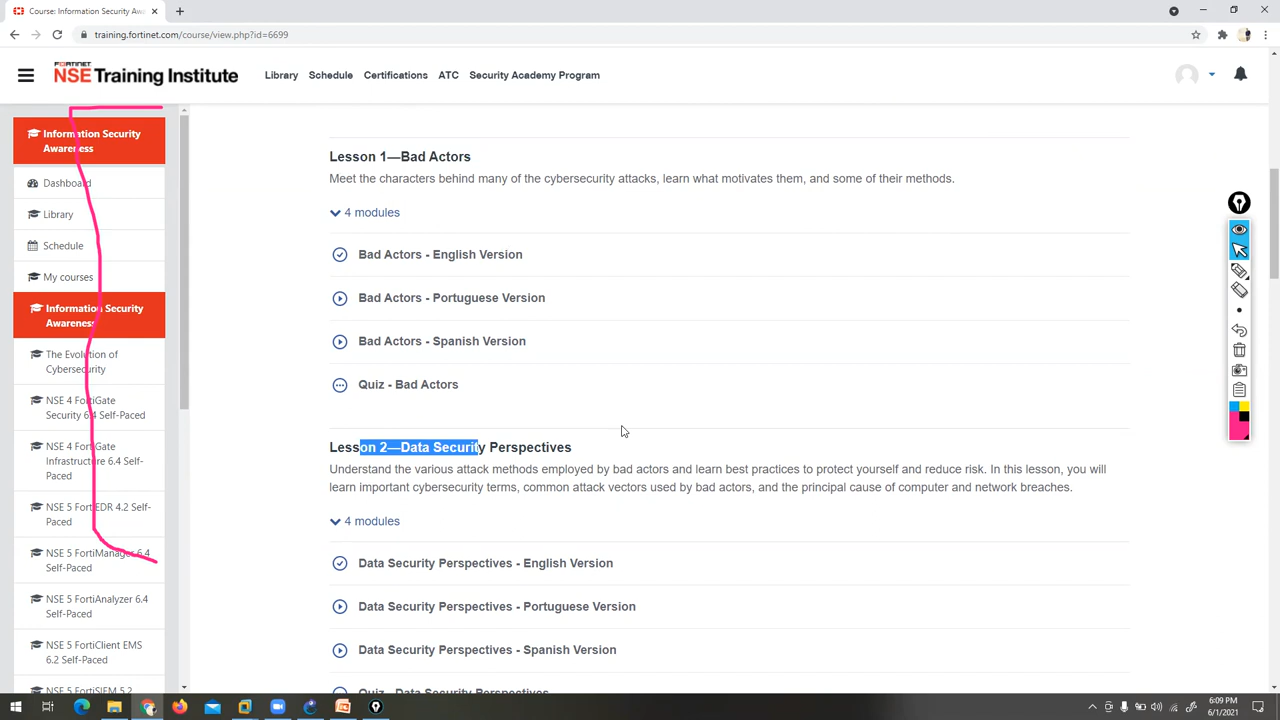 Course: Information Security Awa
training.fortinet.com/course/view.php?id=6699
FORTINET
NSE Training Institute
Library
Schedule
Certifications
ATC
Security Academy Program
Information Security
Awareness
Dashboard
Library
Schedule
My courses
Information Security
Awareness
The Evolution of
Cybersecurity
NSE 4 FortiGate
Security 6.4 Self-Paced
NSE 4 FortiGate
Infrastructure 6.4 Self-
Paced
NSE 5 FortiEDR 4.2 Self-
Paced
NSE 5 FortiManager 6.4
Self-Paced
NSE 5 FortiAnalyzer 6.4
Self-Paced
NSE 5 FortiClient EMS
6.2 Self-Paced
NSE 5 FortiSIEM 5.2
Lesson 1—Bad Actors
Meet the characters behind many of the cybersecurity attacks, learn what motivates them, and some of their methods.
4 modules
Bad Actors - English Version
Bad Actors - Portuguese Version
Bad Actors - Spanish Version
Quiz - Bad Actors
Lesson 2—Data Security Perspectives
Understand the various attack methods employed by bad actors and learn best practices to protect yourself and reduce risk. In this lesson, you will
learn important cybersecurity terms, common attack vectors used by bad actors, and the principal cause of computer and network breaches.
4 modules
Data Security Perspectives - English Version
Data Security Perspectives - Portuguese Version
Data Security Perspectives - Spanish Version
Quiz - Data Security Perspectives
6:09 PM
6/1/2021